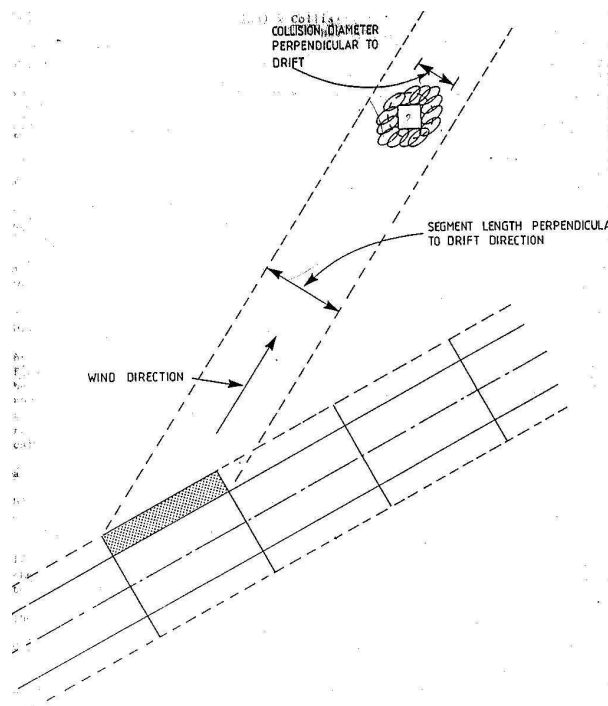 COLLISION DIAMETER
PERPENDICULAR TO
DRIFT
?
SEGMENT LENGTH PERPENDICULA
TO DRIFT DIRECTION
WIND DIRECTION